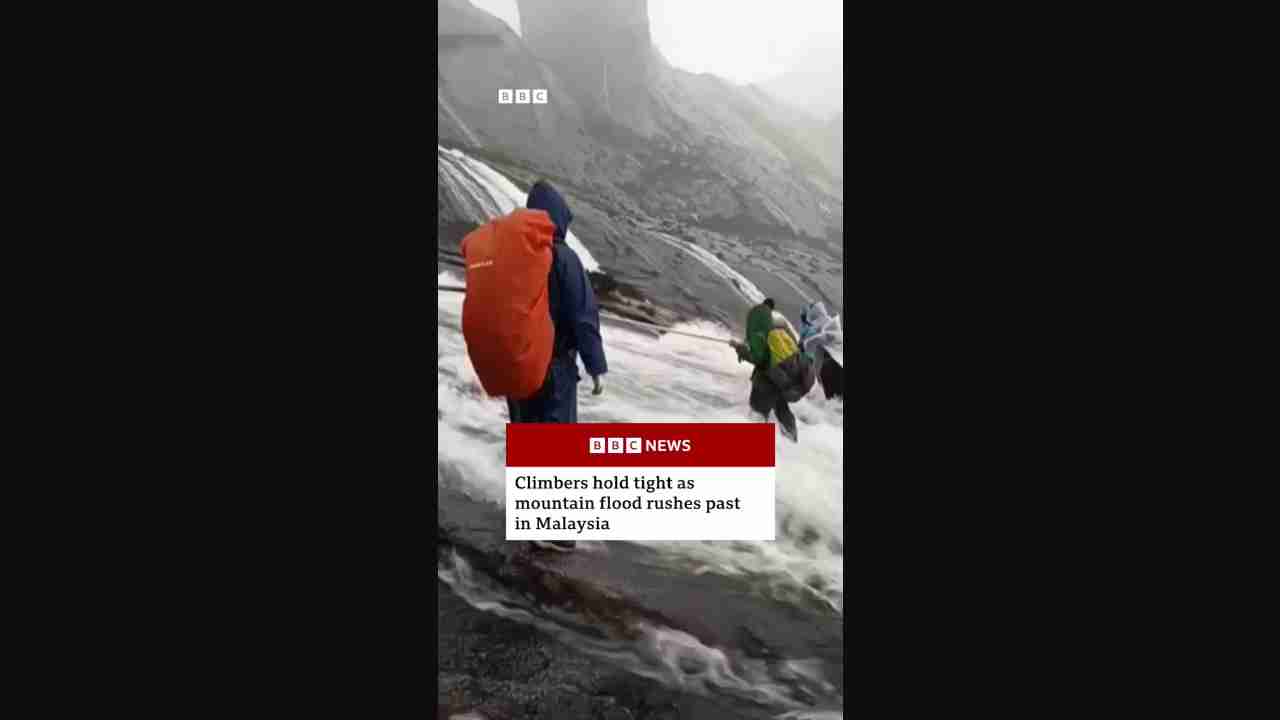 BBC
BBC NEWS
Climbers hold tight as
mountain flood rushes past
in Malaysia